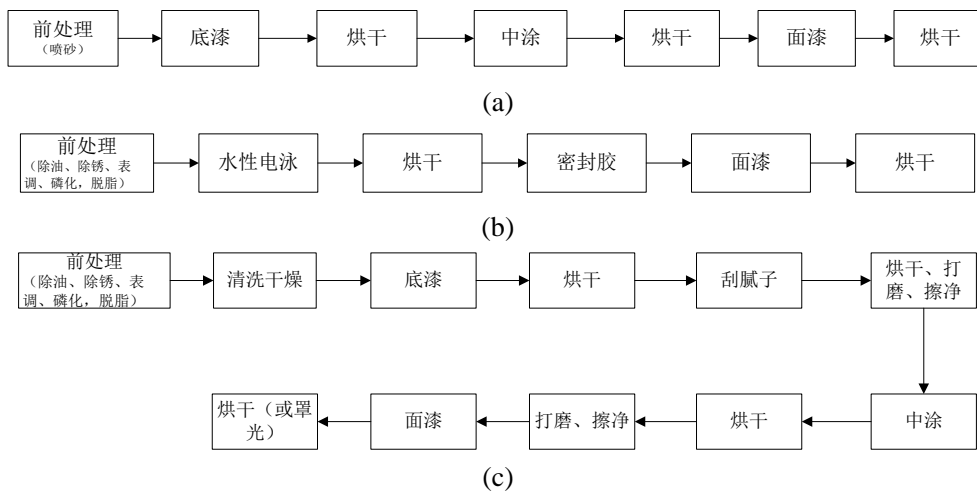 前处理
（喷砂）
底漆
烘干
中涂
烘干
面漆
烘干
(a)
前处理
（除油、除锈、表
调、磷化，脱脂）
水性电泳
烘干
密封胶
面漆
烘干
(b)
前处理
（除油、除锈、表
调、磷化，脱脂）
清洗干燥
底漆
烘干
刮腻子
烘干、打
磨、擦净
中涂
烘干
打磨、擦净
面漆
烘干（或罩
光）
(c)